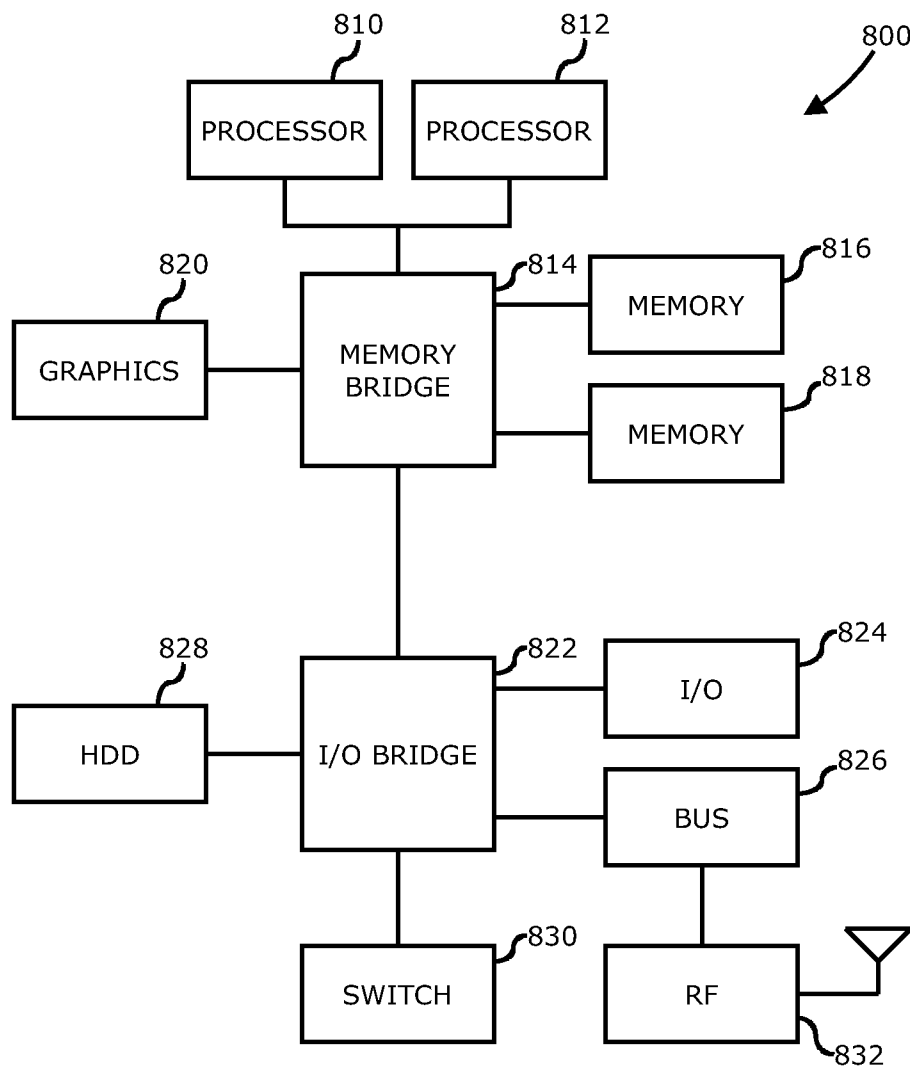 810
812
800
PROCESSOR
PROCESSOR
820
814
816
MEMORY
GRAPHICS
MEMORY
BRIDGE
818
MEMORY
828
822
824
I/O
HDD
I/O BRIDGE
826
BUS
830
SWITCH
RF
832